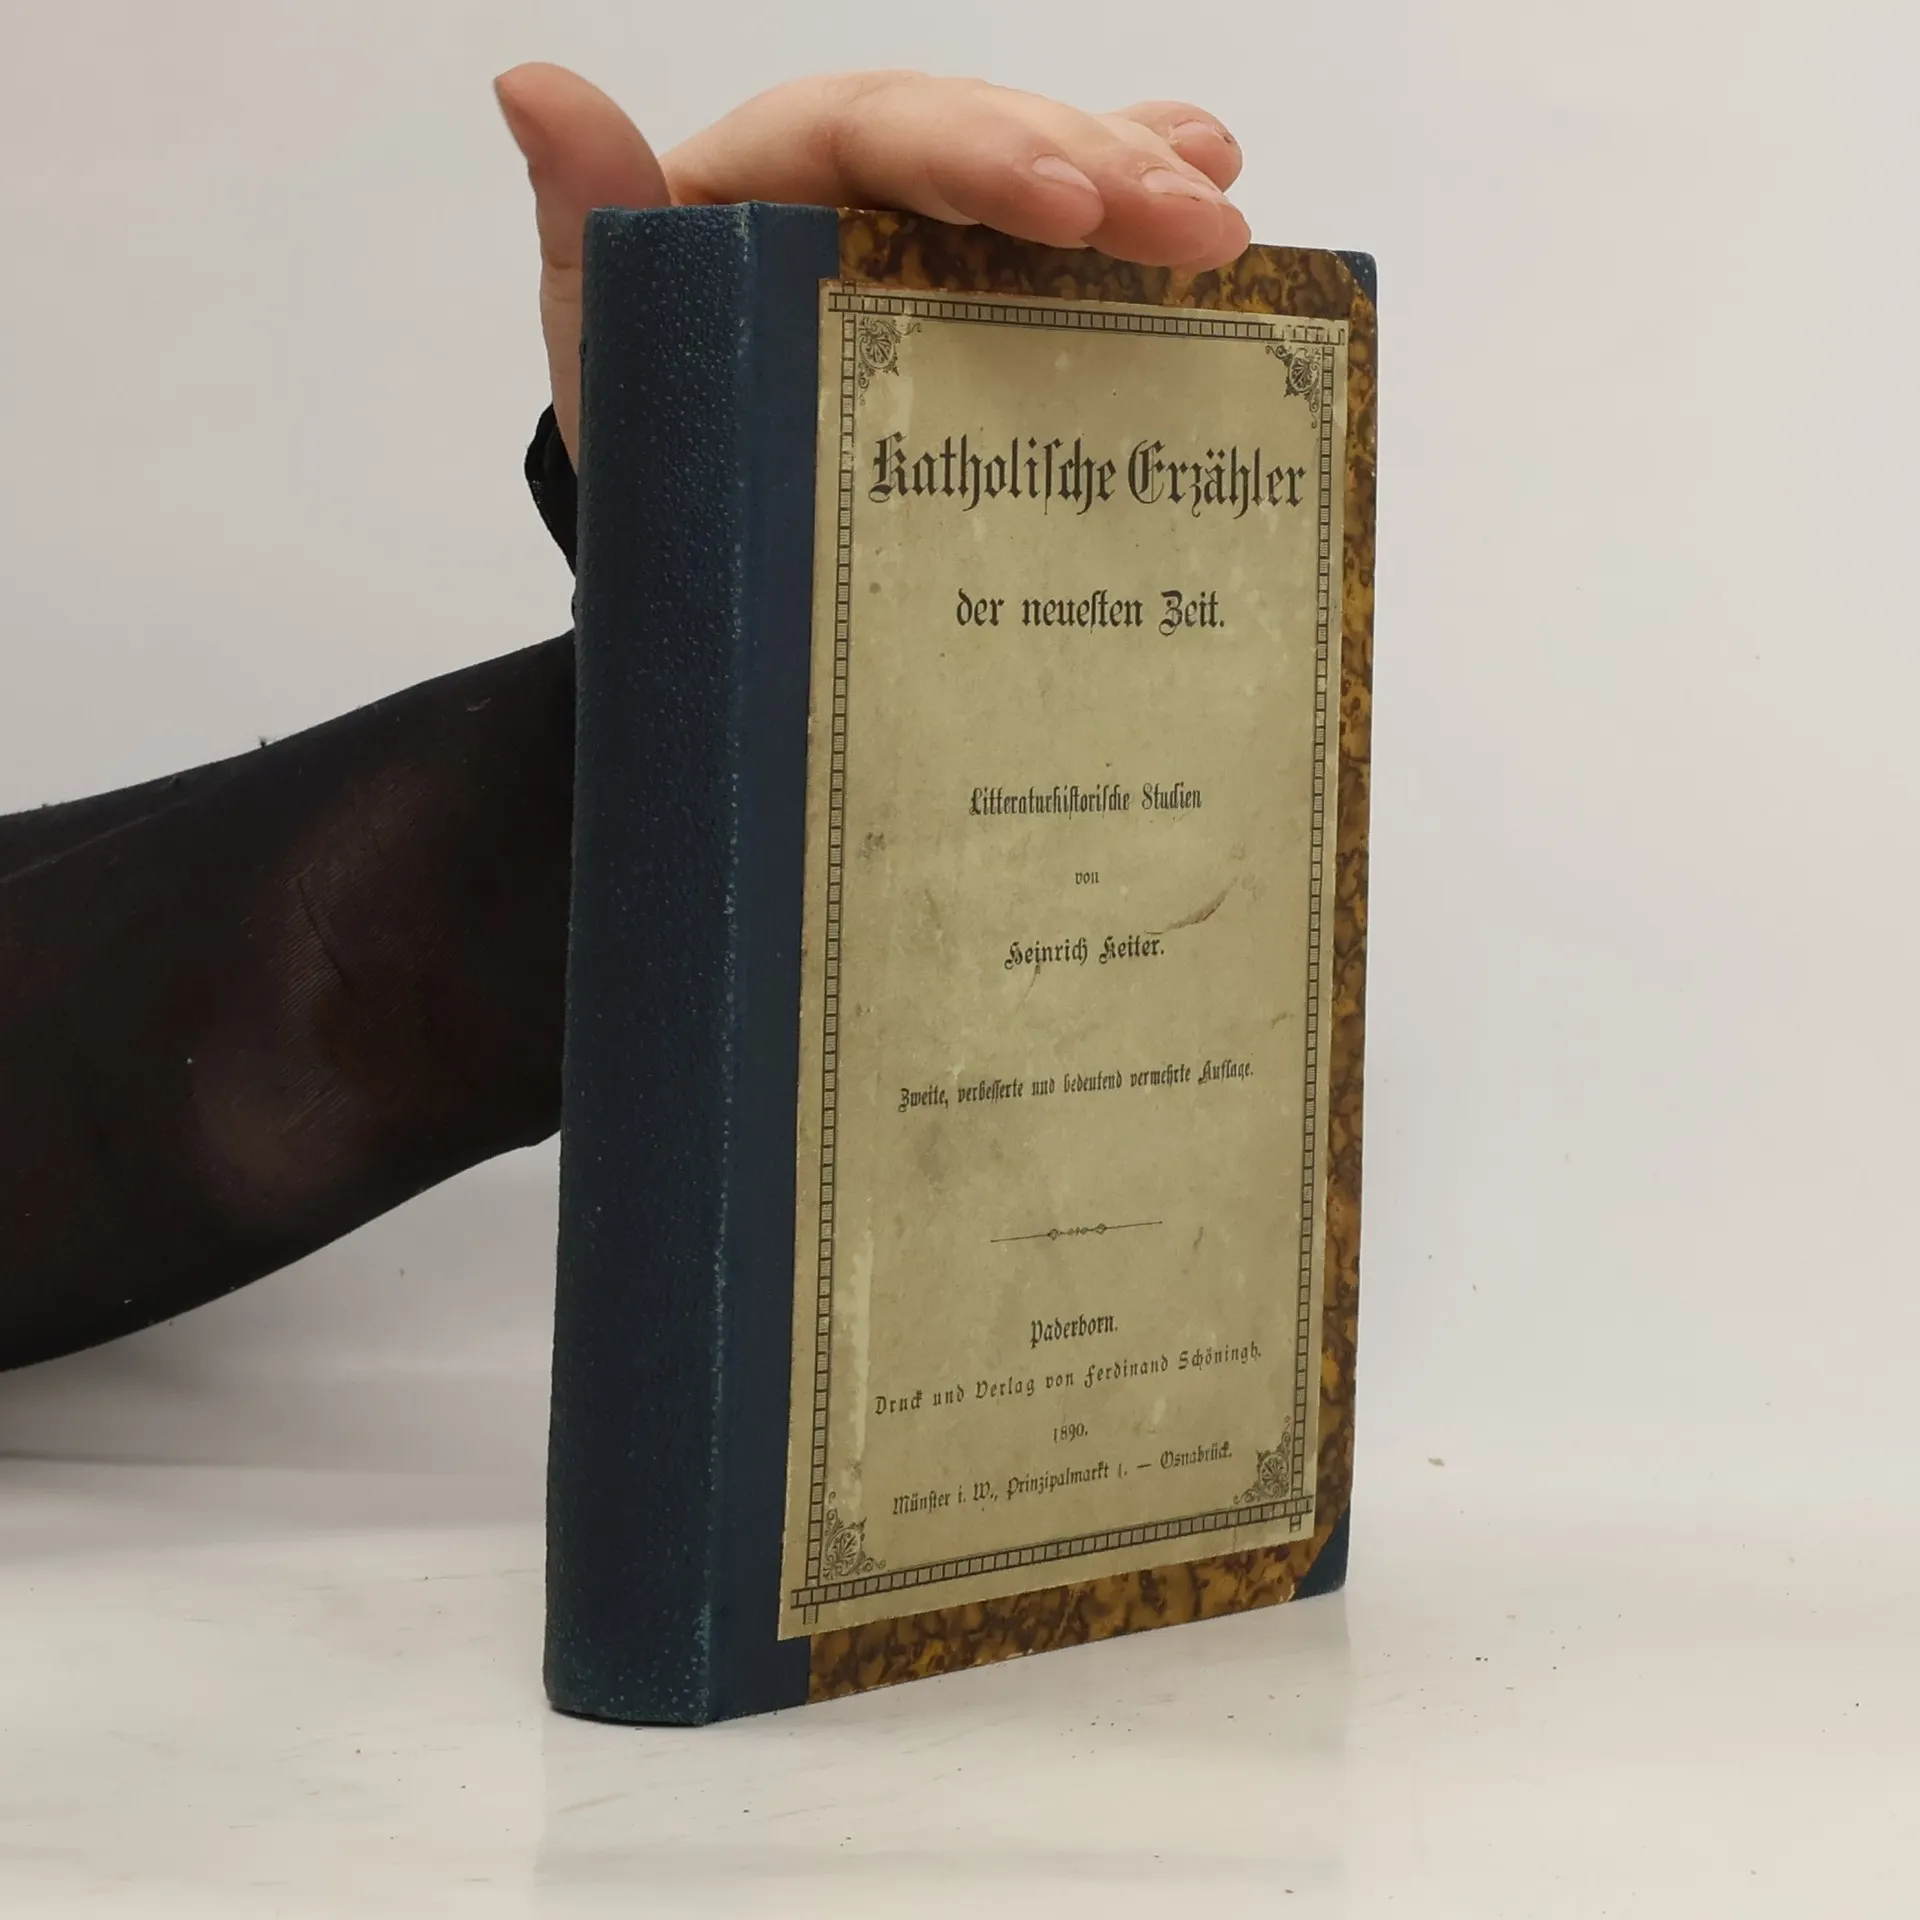 Katholische Erzähler
der neuesten Zeit.
Litteraturhistorische Studien
von
Heinrich Keiter.
Zweite, verbesserte und bedeutend vermehrte Auflage.
Paderborn.
Druck und Verlag von Ferdinand Schöningh.
1890.
Münster i. W., Prinzipalmarkt 1. — Osnabrück.